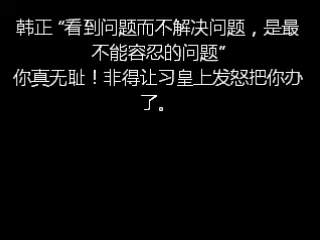 韩正 “看到问题而不解决问题，是最
不能容忍的问题”
你真无耻！非得让习皇上发怒把你办
了。